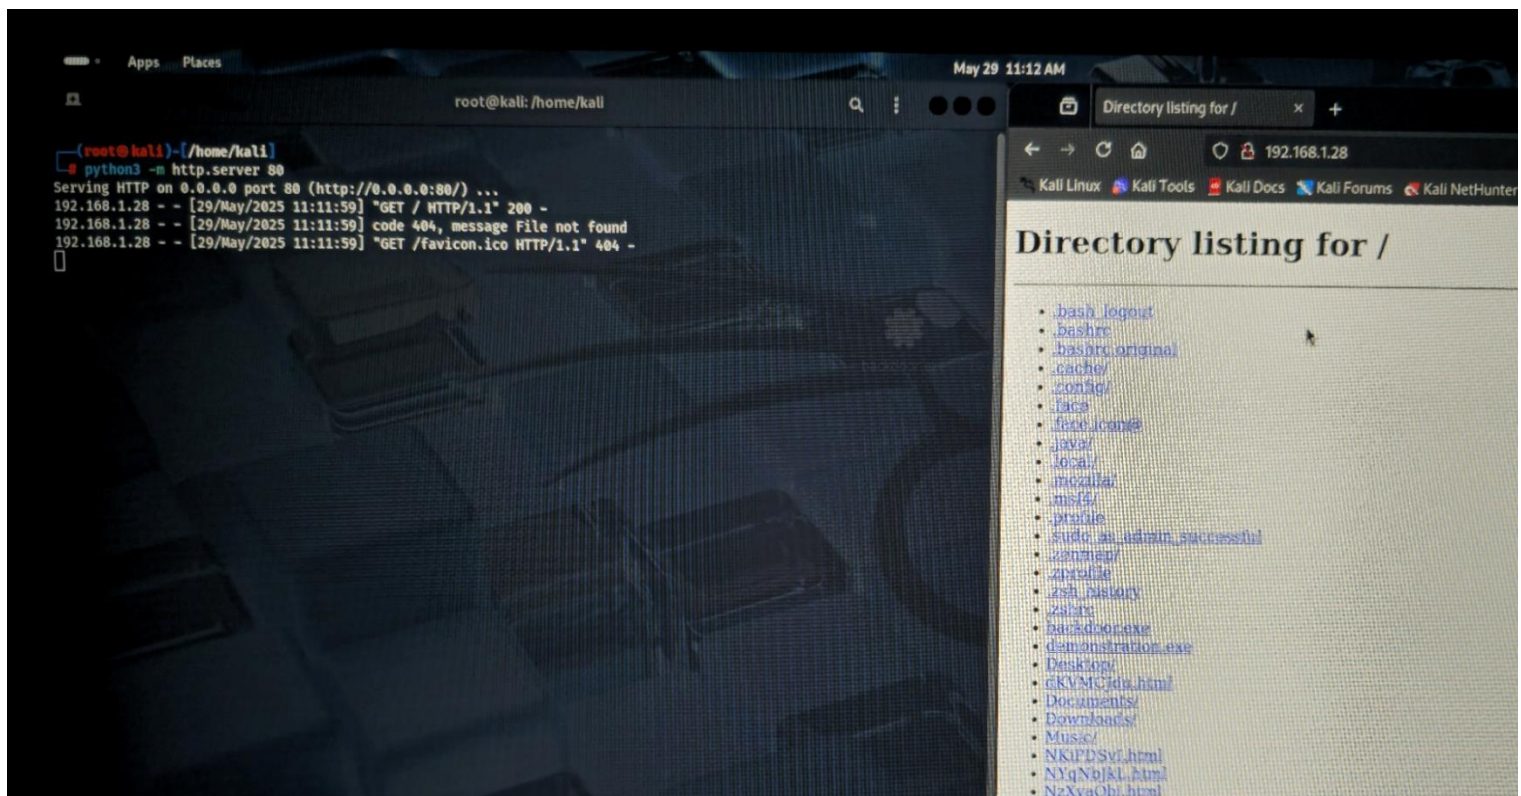 Apps Places
May 29 11:12 AM
root@kali: /home/kali
Directory listing for /
(root㉿kali)-[/home/kali]
# python3 -m http.server 80
Serving HTTP on 0.0.0.0 port 80 (http://0.0.0.0:80/) ...
192.168.1.28 - - [29/May/2025 11:11:59] "GET / HTTP/1.1" 200 -
192.168.1.28 - - [29/May/2025 11:11:59] code 404, message File not found
192.168.1.28 - - [29/May/2025 11:11:59] "GET /favicon.ico HTTP/1.1" 404 -
192.168.1.28
Kali Linux Kali Tools Kali Docs Kali Forums Kali NetHunter
Directory listing for /
.bash_logout
.bashrc
.bashrc.original
.cache/
.config/
.face
.face.icon@
.java/
.local/
.mozilla/
.msf4/
.profile
.sudo_as_admin_successful
.zenmap/
.zprofile
.zsh_history
.zshrc
backdoor.exe
demonstration.exe
Desktop/
Documents/
Downloads/
Music/
NYqNbJkL.html